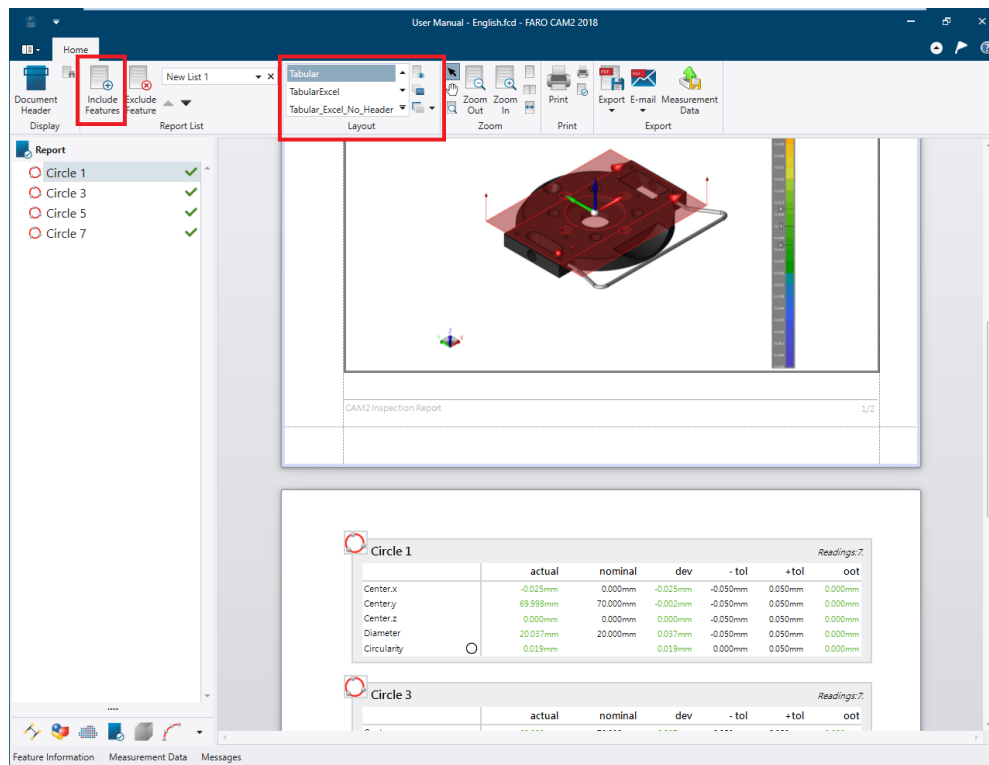 User Manual - English.fcd - FARO CAM2 2018
Home
Document Header
Include Features
Exclude Feature
New List 1
Tabular
TabularExcel
Tabular_Excel_No_Header
Zoom Out
Zoom In
Print
Export
E-mail
Measurement Data
Display
Report List
Layout
Zoom
Print
Export
Report
Circle 1
Circle 3
Circle 5
Circle 7
CAM2 Inspection Report 1/2
Circle 1 Readings:7.
actual nominal dev - tol +tol oot
Center.x -0.025mm 0.000mm -0.025mm -0.050mm 0.050mm 0.000mm
Center.y 69.998mm 70.000mm -0.002mm -0.050mm 0.050mm 0.000mm
Center.z 0.000mm 0.000mm 0.000mm -0.050mm 0.050mm 0.000mm
Diameter 20.037mm 20.000mm 0.037mm -0.050mm 0.050mm 0.000mm
Circularity 0.019mm 0.019mm 0.000mm 0.050mm 0.000mm
Circle 3 Readings:7.
actual nominal dev - tol +tol oot
Feature Information Measurement Data Messages